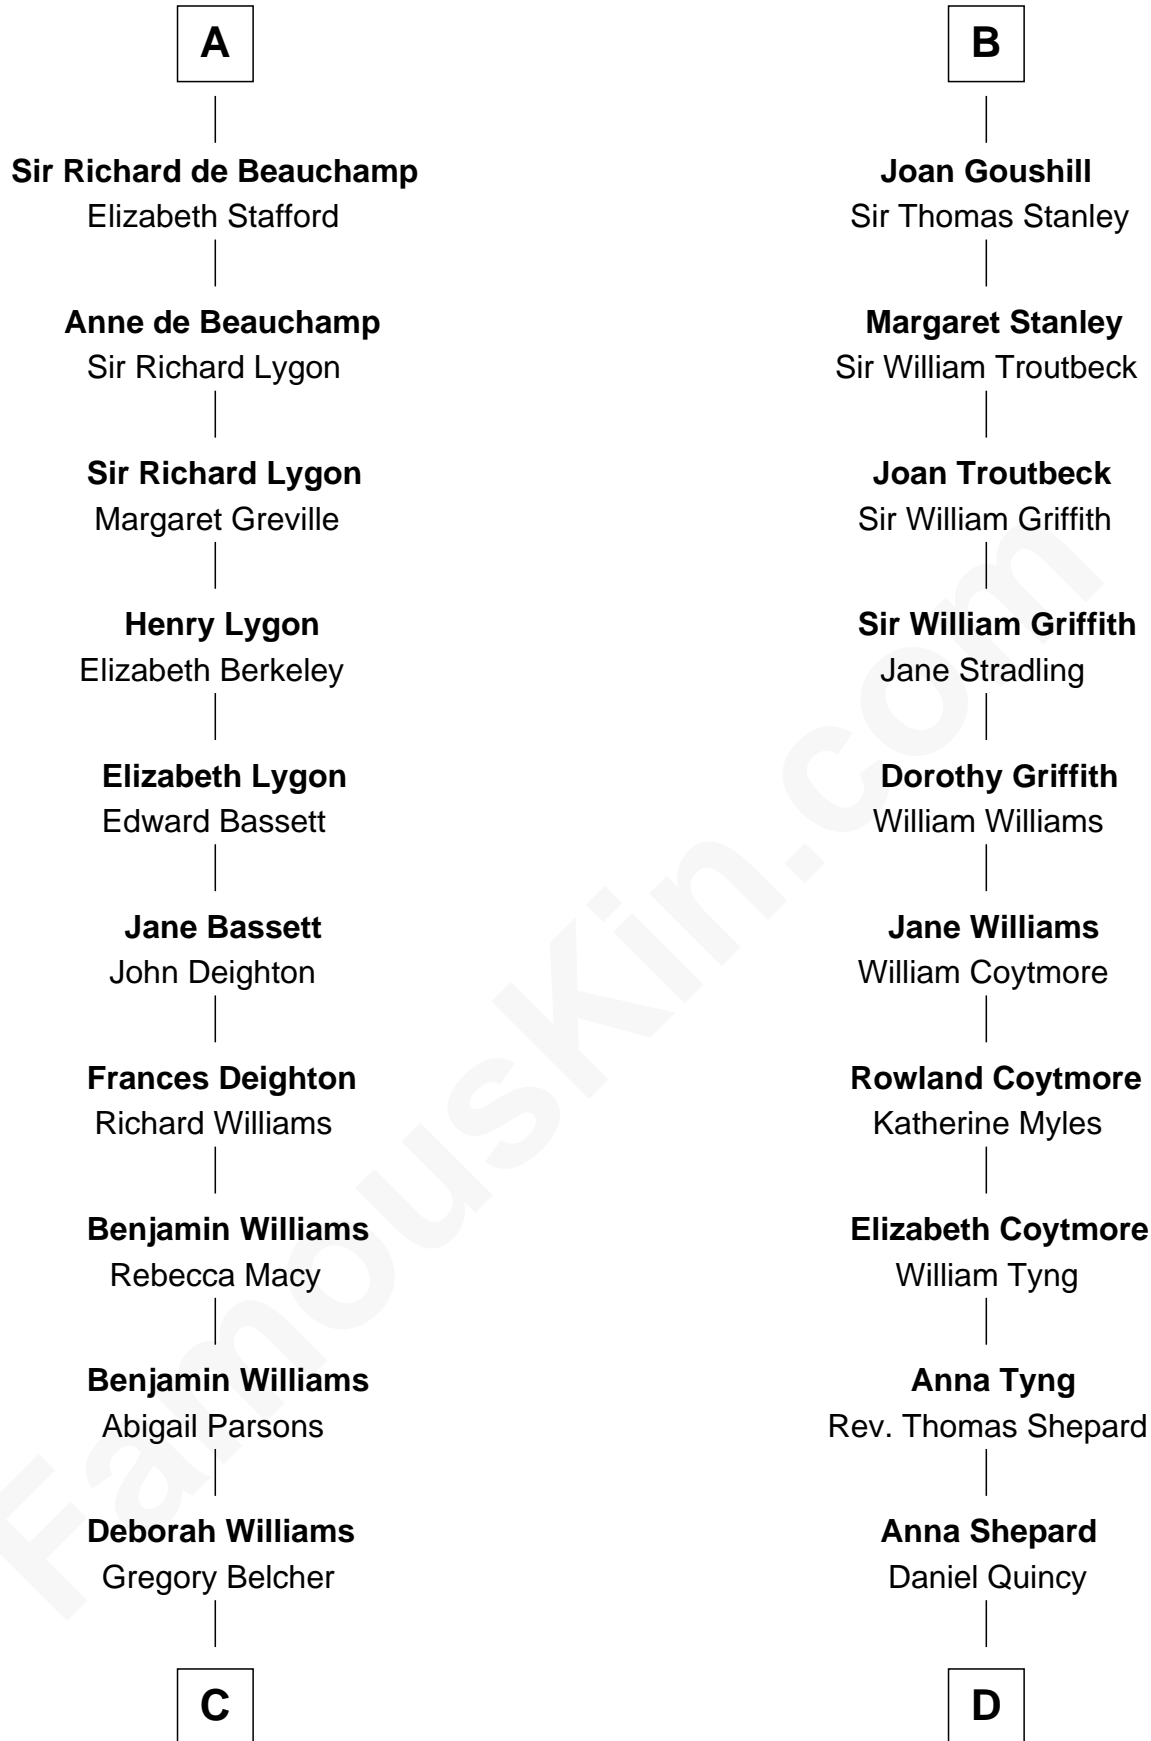 A
Sir Richard de Beauchamp
Elizabeth Stafford
Anne de Beauchamp
Sir Richard Lygon
Sir Richard Lygon
Margaret Greville
Henry Lygon
Elizabeth Berkeley
Elizabeth Lygon
Edward Bassett
Jane Bassett
John Deighton
Frances Deighton
Richard Williams
Benjamin Williams
Rebecca Macy
Benjamin Williams
Abigail Parsons
Deborah Williams
Gregory Belcher
C
B
Joan Goushill
Sir Thomas Stanley
Margaret Stanley
Sir William Troutbeck
Joan Troutbeck
Sir William Griffith
Sir William Griffith
Jane Stradling
Dorothy Griffith
William Williams
Jane Williams
William Coytmore
Rowland Coytmore
Katherine Myles
Elizabeth Coytmore
William Tyng
Anna Tyng
Rev. Thomas Shepard
Anna Shepard
Daniel Quincy
D
FamousKin.com